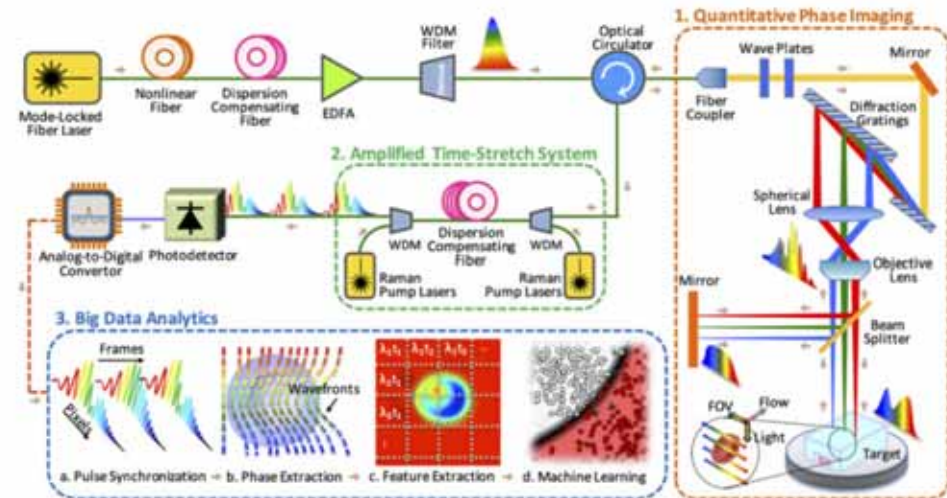 1. Quantitative Phase Imaging
WDM
Filter
Optical
Circulator
Wave Plates
Mirror
Mode-Locked
Fiber Laser
Nonlinear
Fiber
Dispersion
Compensating
Fiber
EDFA
Fiber
Coupler
Diffraction
Gratings
2. Amplified Time-Stretch System
Spherical
Lens
Analog-to-Digital
Convertor
Photodetector
WDM
Dispersion
Compensating
Fiber
WDM
Raman
Pump Lasers
Raman
Pump Lasers
Objective
Lens
Mirror
Beam
Splitter
3. Big Data Analytics
Frames
Pixels
Wavefronts
FOV
Flow
Light
Target
a. Pulse Synchronization
b. Phase Extraction
c. Feature Extraction
d. Machine Learning